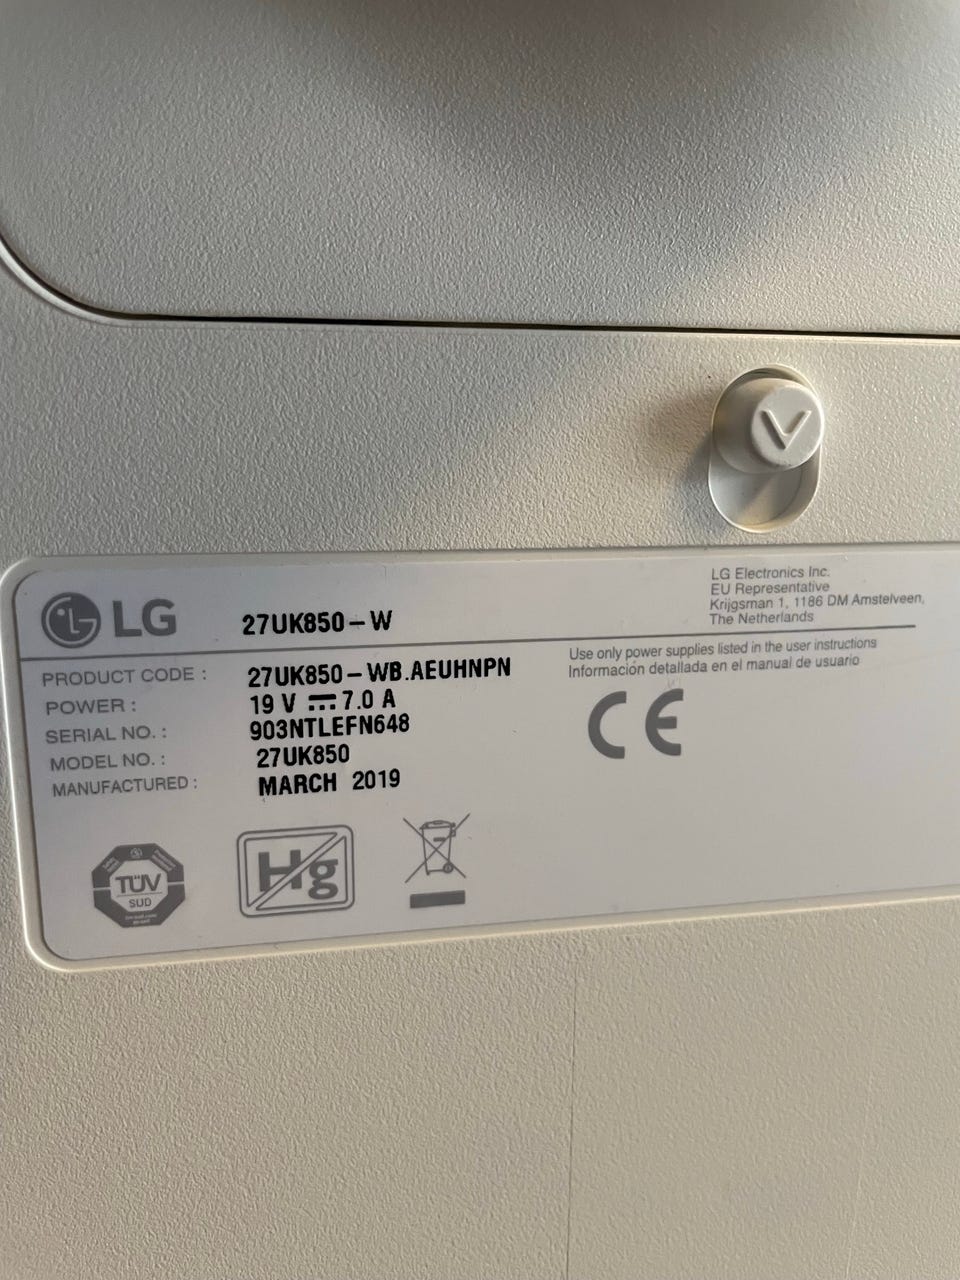 LG 27UK850-W
LG Electronics Inc.
EU Representative
Krijgsman 1, 1186 DM Amstelveen,
The Netherlands
PRODUCT CODE : 27UK850-WB.AEUHNPN
POWER : 19 V ⎓ 7.0 A
SERIAL NO. : 903NTLEFN648
MODEL NO. : 27UK850
MANUFACTURED : MARCH 2019
Use only power supplies listed in the user instructions
Información detallada en el manual de usuario
CE
TÜV
SUD
Hg